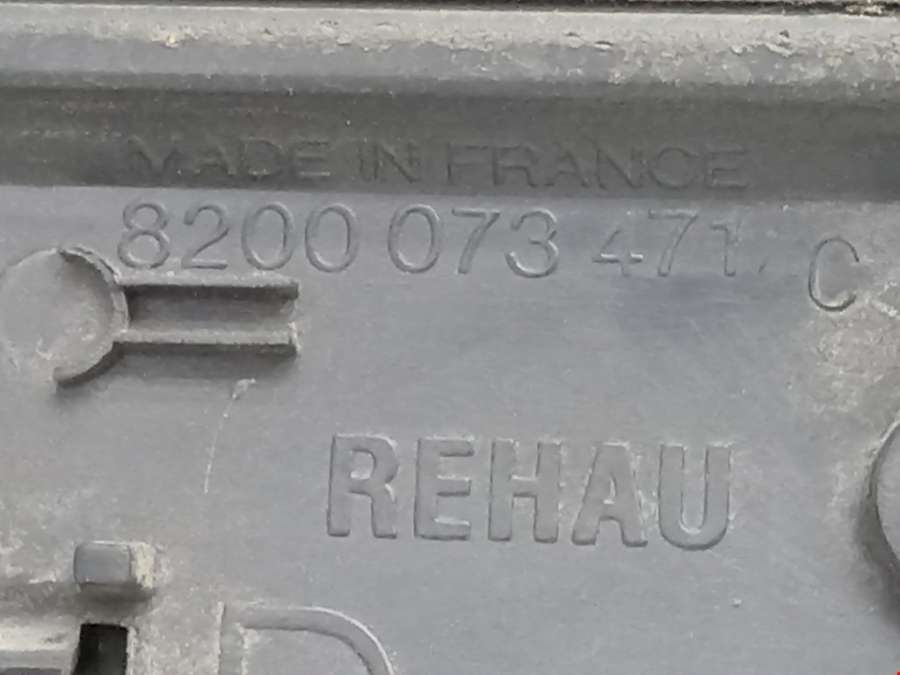 MADE IN FRANCE
8200 073 471 C
REHAU
D